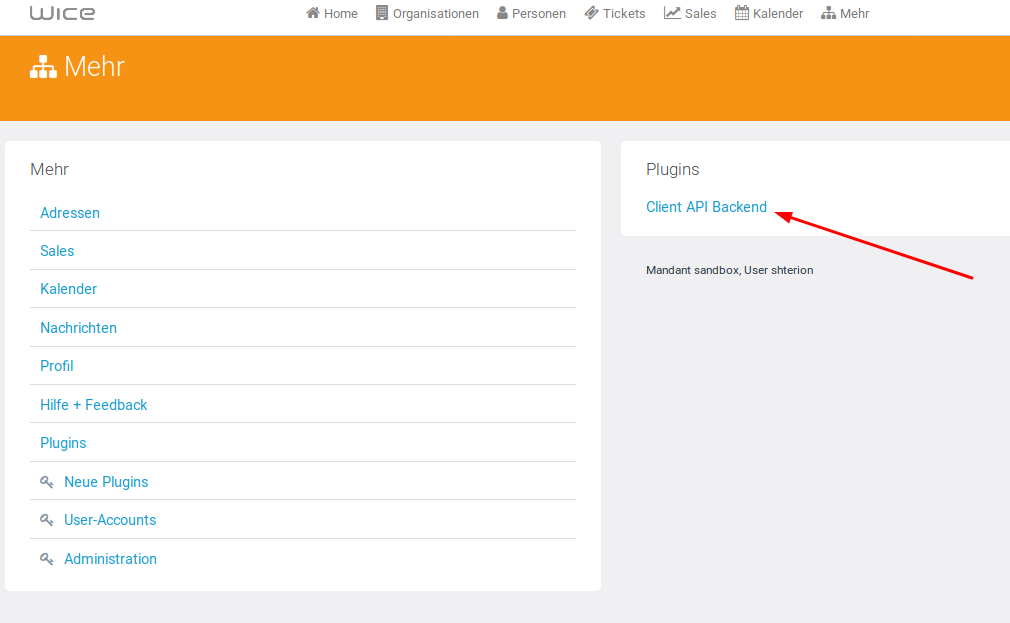 wice
Home Organisationen Personen Tickets Sales Kalender Mehr
Mehr
Mehr
Adressen
Sales
Kalender
Nachrichten
Profil
Hilfe + Feedback
Plugins
Neue Plugins
User-Accounts
Administration
Plugins
Client API Backend
Mandant sandbox, User shterion